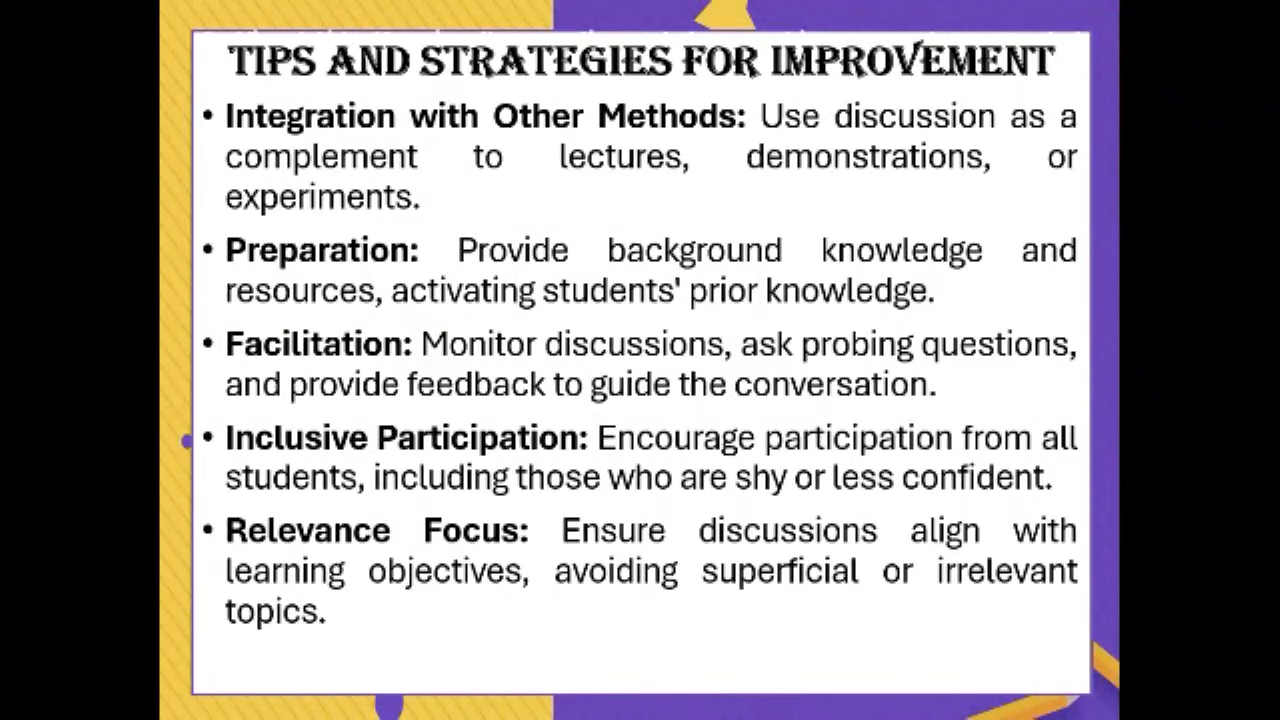 TIPS AND STRATEGIES FOR IMPROVEMENT
• Integration with Other Methods: Use discussion as a
complement to lectures, demonstrations, or
experiments.
• Preparation: Provide background knowledge and
resources, activating students' prior knowledge.
• Facilitation: Monitor discussions, ask probing questions,
and provide feedback to guide the conversation.
• Inclusive Participation: Encourage participation from all
students, including those who are shy or less confident.
• Relevance Focus: Ensure discussions align with
learning objectives, avoiding superficial or irrelevant
topics.